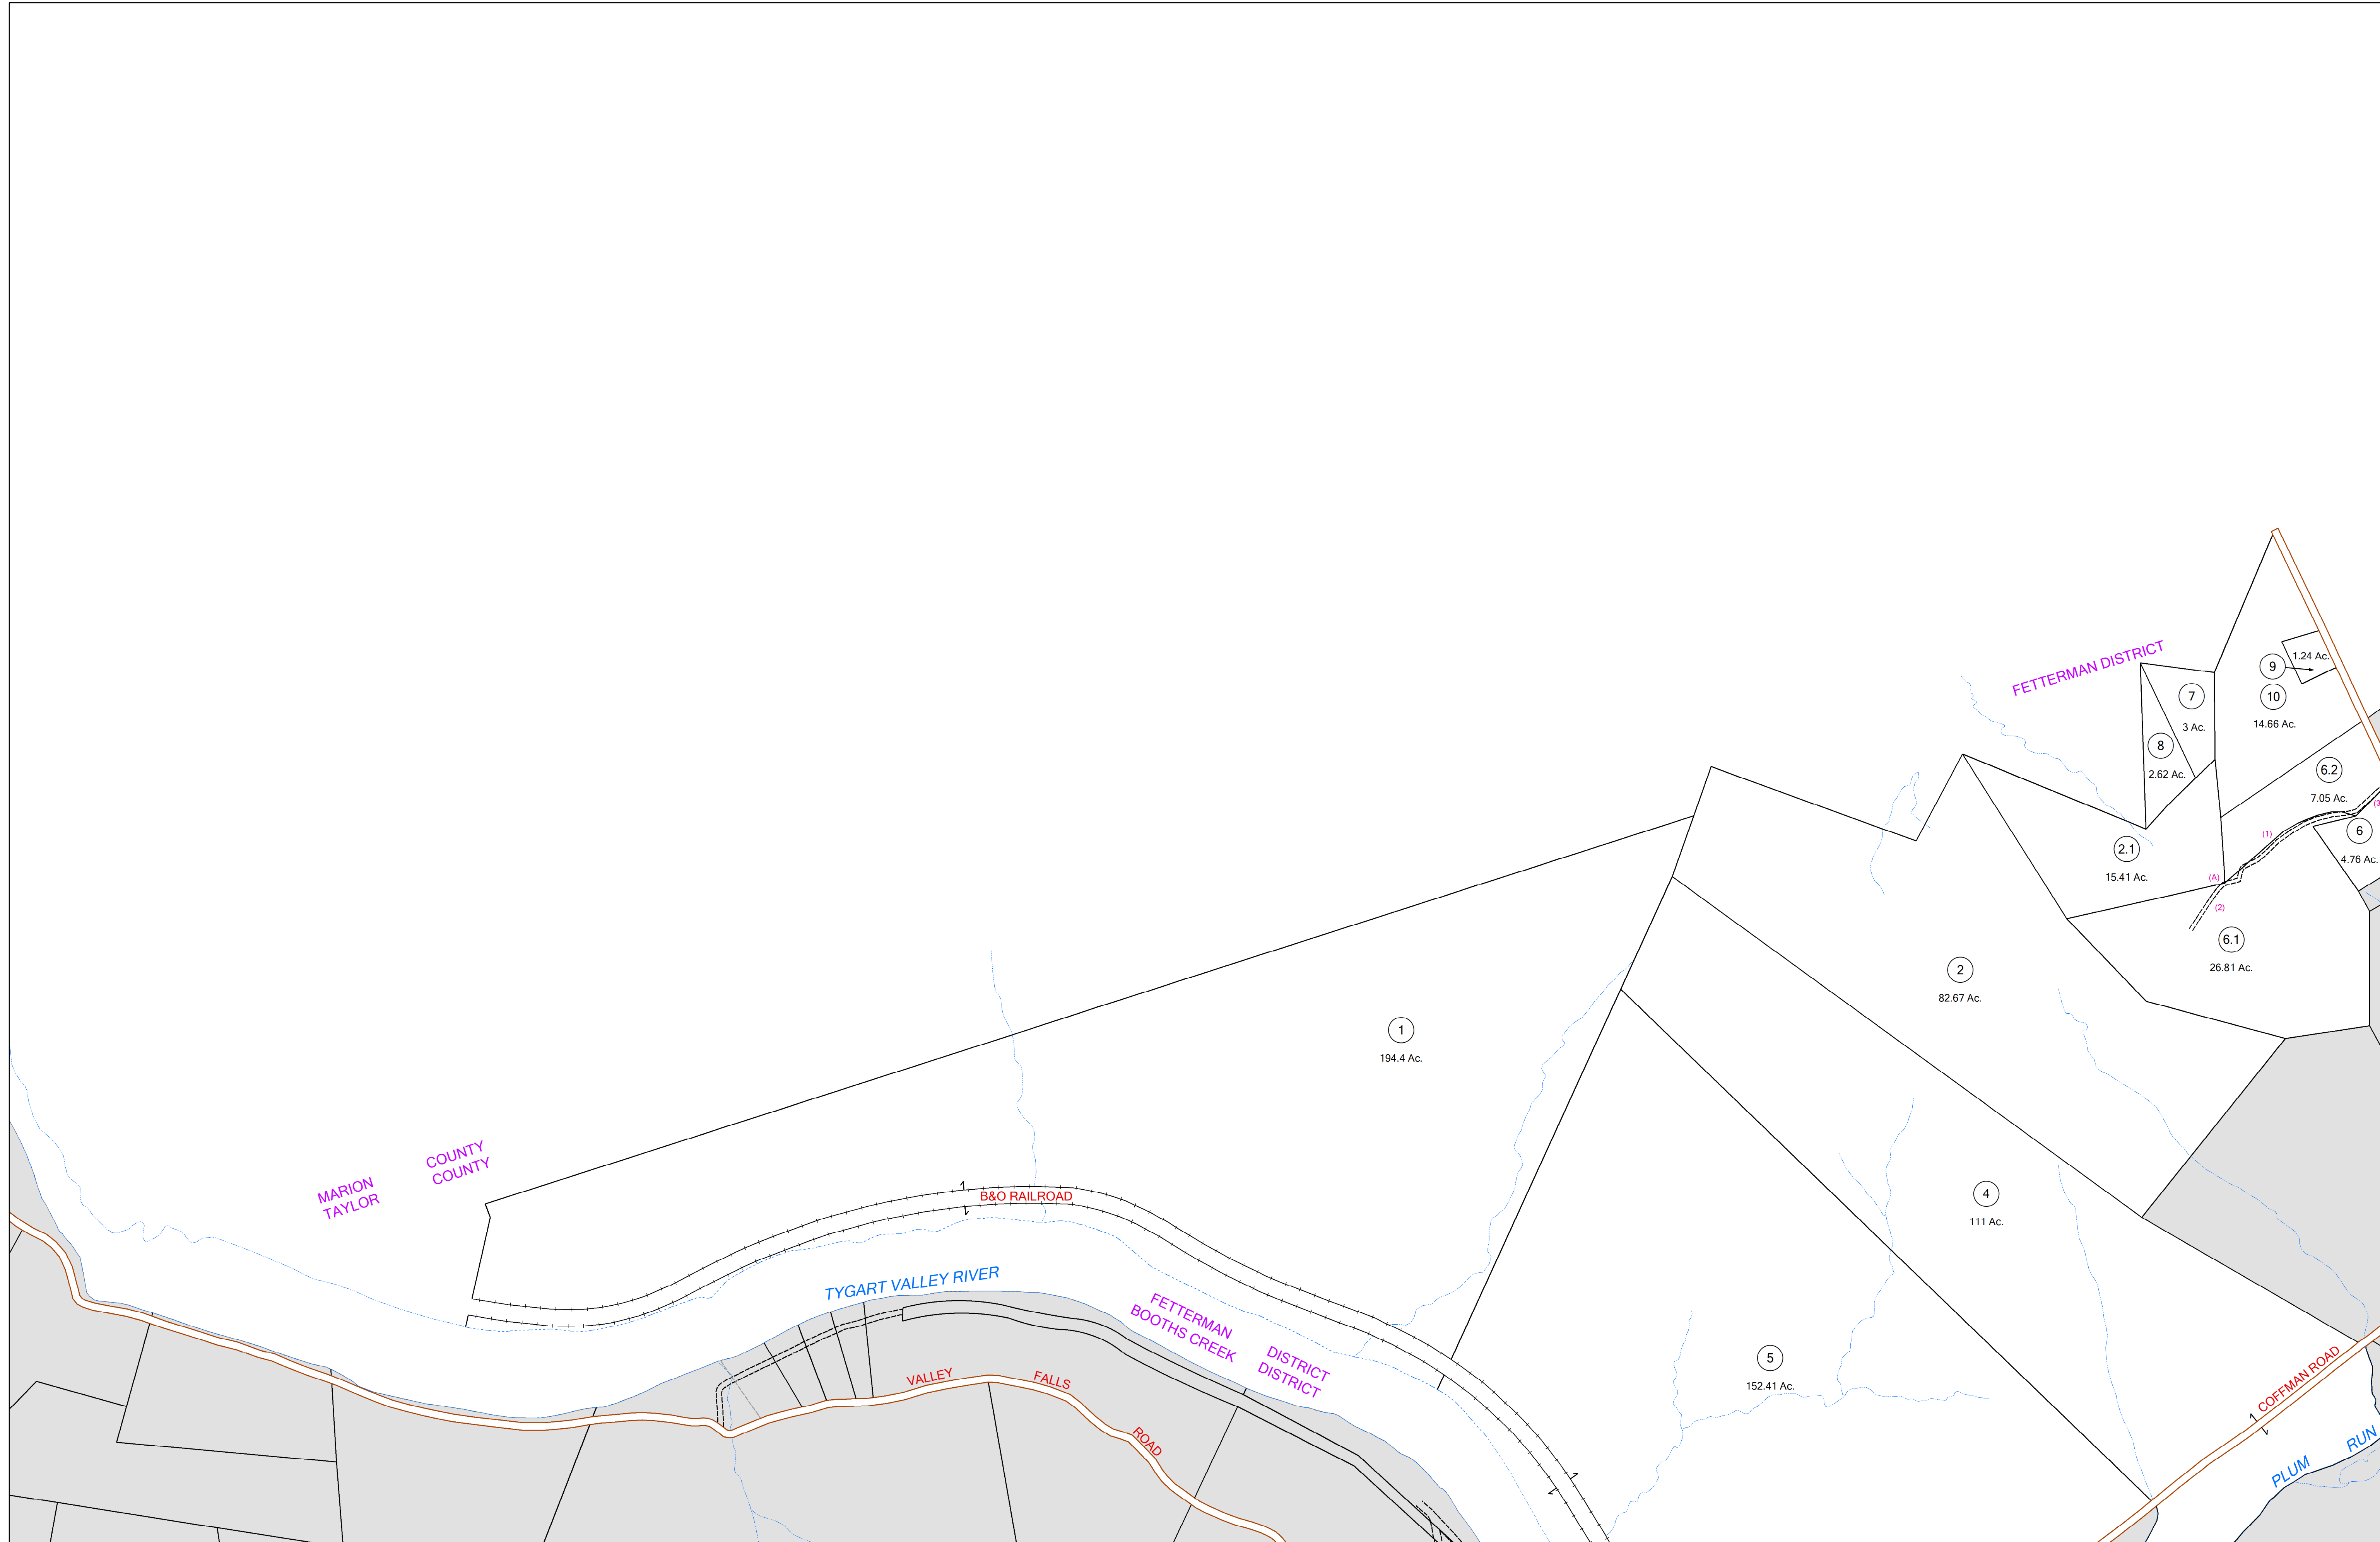 FETTERMAN DISTRICT
1.24 Ac.
9
10
14.66 Ac.
7
3 Ac.
8
2.62 Ac.
6.2
7.05 Ac.
(1)
6
4.76 Ac.
2.1
15.41 Ac.
(A)
(2)
6.1
26.81 Ac.
2
82.67 Ac.
1
194.4 Ac.
MARION COUNTY
TAYLOR COUNTY
B&O RAILROAD
4
111 Ac.
TYGART VALLEY RIVER
FETTERMAN DISTRICT
BOOTHS CREEK DISTRICT
VALLEY FALLS ROAD
5
152.41 Ac.
COFFMAN ROAD
PLUM RUN